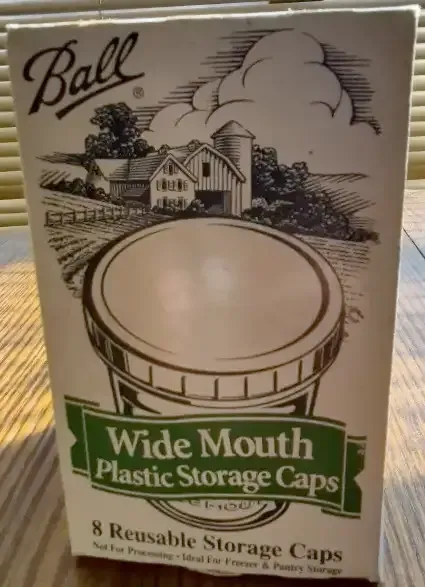 Ball
®
Wide Mouth
Plastic Storage Caps
8 Reusable Storage Caps
Not For Processing • Ideal For Freezer & Pantry Storage